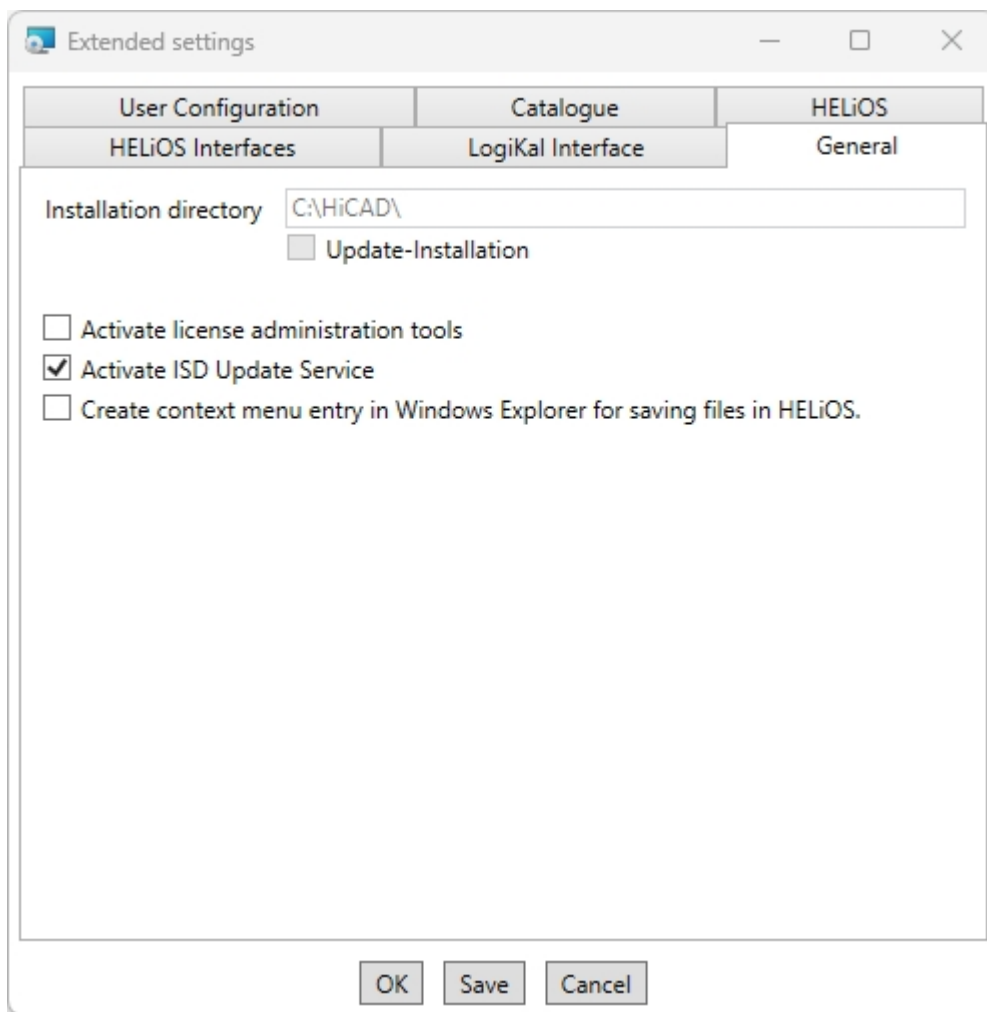 Extended settings
User Configuration Catalogue HELiOS
HELiOS Interfaces LogiKal Interface General
Installation directory C:\HiCAD\
Update-Installation
Activate license administration tools
Activate ISD Update Service
Create context menu entry in Windows Explorer for saving files in HELiOS.
OK Save Cancel